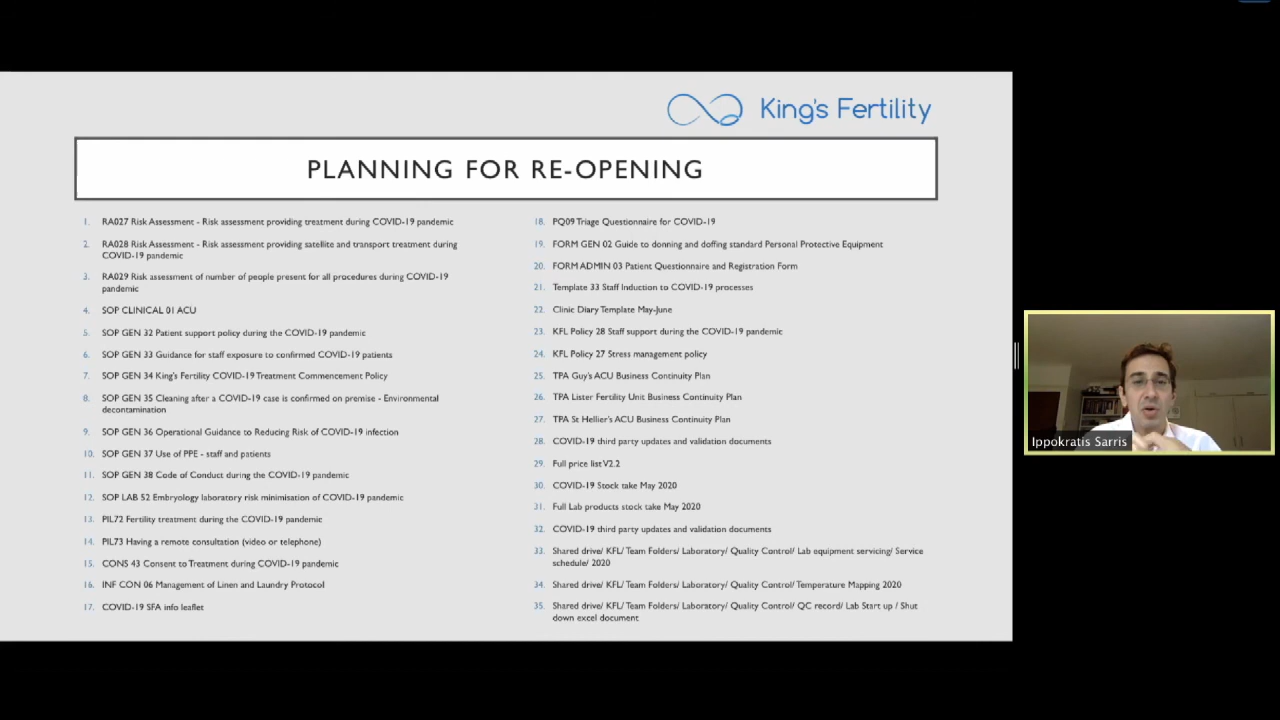 King's Fertility
PLANNING FOR RE-OPENING
1. RA027 Risk Assessment - Risk assessment providing treatment during COVID-19 pandemic
2. RA028 Risk Assessment - Risk assessment providing satellite and transport treatment during
COVID-19 pandemic
3. RA029 Risk assessment of number of people present for all procedures during COVID-19
pandemic
4. SOP CLINICAL 01 ACU
5. SOP GEN 32 Patient support policy during the COVID-19 pandemic
6. SOP GEN 33 Guidance for staff exposure to confirmed COVID-19 patients
7. SOP GEN 34 King's Fertility COVID-19 Treatment Commencement Policy
8. SOP GEN 35 Cleaning after a COVID-19 case is confirmed on premise - Environmental
decontamination
9. SOP GEN 36 Operational Guidance to Reducing Risk of COVID-19 infection
10. SOP GEN 37 Use of PPE - staff and patients
11. SOP GEN 38 Code of Conduct during the COVID-19 pandemic
12. SOP LAB 52 Embryology laboratory risk minimisation of COVID-19 pandemic
13. PIL72 Fertility treatment during the COVID-19 pandemic
14. PIL73 Having a remote consultation (video or telephone)
15. CONS 43 Consent to Treatment during COVID-19 pandemic
16. INF CON 06 Management of Linen and Laundry Protocol
17. COVID-19 SFA info leaflet
18. PQ09 Triage Questionnaire for COVID-19
19. FORM GEN 02 Guide to donning and doffing standard Personal Protective Equipment
20. FORM ADMIN 03 Patient Questionnaire and Registration Form
21. Template 33 Staff Induction to COVID-19 processes
22. Clinic Diary Template May-June
23. KFL Policy 28 Staff support during the COVID-19 pandemic
24. KFL Policy 27 Stress management policy
25. TPA Guy's ACU Business Continuity Plan
26. TPA Lister Fertility Unit Business Continuity Plan
27. TPA St Hellier's ACU Business Continuity Plan
28. COVID-19 third party updates and validation documents
29. Full price list V2.2
30. COVID-19 Stock take May 2020
31. Full Lab products stock take May 2020
32. COVID-19 third party updates and validation documents
33. Shared drive/ KFL/ Team Folders/ Laboratory/ Quality Control/ Lab equipment servicing/ Service
schedule/ 2020
34. Shared drive/ KFL/ Team Folders/ Laboratory/ Quality Control/ Temperature Mapping 2020
35. Shared drive/ KFL/ Team Folders/ Laboratory/ Quality Control/ QC record/ Lab Start up / Shut
down excel document
Ippokratis Sarris